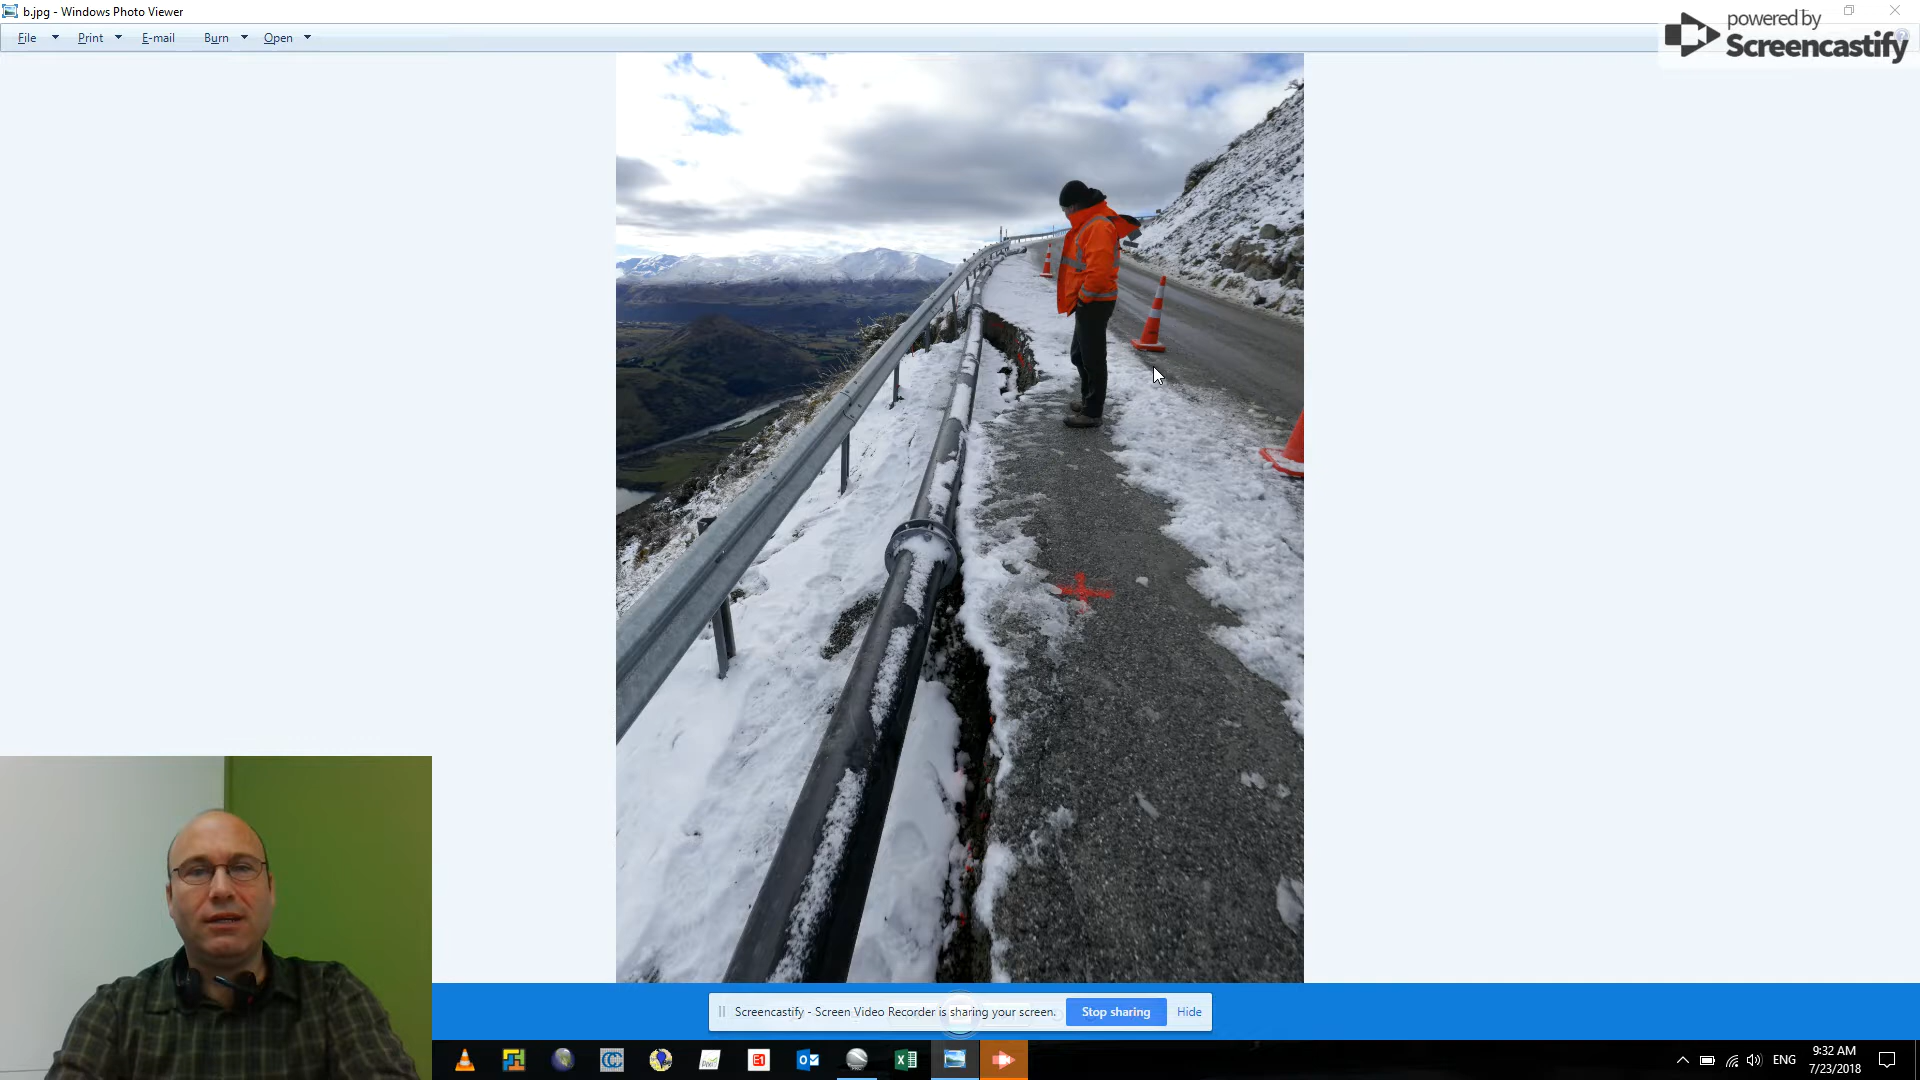 b.jpg - Windows Photo Viewer
powered by
Screencastify
File Print E-mail Burn Open
Screencastify - Screen Video Recorder is sharing your screen. Stop sharing Hide
ENG
9:32 AM
7/23/2018